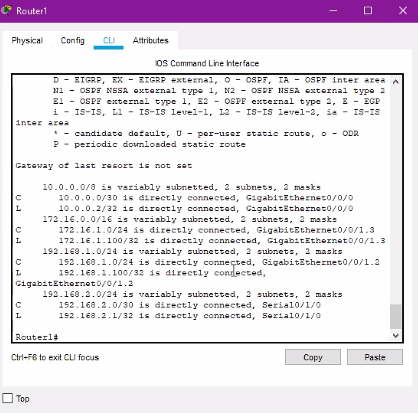 Router1
Physical Config CLI Attributes
IOS Command Line Interface
D - EIGRP, EX - EIGRP external, O - OSPF, IA - OSPF inter area
N1 - OSPF NSSA external type 1, N2 - OSPF NSSA external type 2
E1 - OSPF external type 1, E2 - OSPF external type 2, E - EGP
i - IS-IS, L1 - IS-IS level-1, L2 - IS-IS level-2, ia - IS-IS
inter area
* - candidate default, U - per-user static route, o - ODR
P - periodic downloaded static route
Gateway of last resort is not set
10.0.0.0/8 is variably subnetted, 2 subnets, 2 masks
C 10.0.0.0/30 is directly connected, GigabitEthernet0/0/0
L 10.0.0.2/32 is directly connected, GigabitEthernet0/0/0
172.16.0.0/16 is variably subnetted, 2 subnets, 2 masks
C 172.16.1.0/24 is directly connected, GigabitEthernet0/0/1.3
L 172.16.1.100/32 is directly connected, GigabitEthernet0/0/1.3
192.168.1.0/24 is variably subnetted, 2 subnets, 2 masks
C 192.168.1.0/24 is directly connected, GigabitEthernet0/0/1.2
L 192.168.1.100/32 is directly connected,
GigabitEthernet0/0/1.2
192.168.2.0/24 is variably subnetted, 2 subnets, 2 masks
C 192.168.2.0/30 is directly connected, Serial0/1/0
L 192.168.2.1/32 is directly connected, Serial0/1/0
Router1#
Ctrl+F6 to exit CLI focus Copy Paste
Top